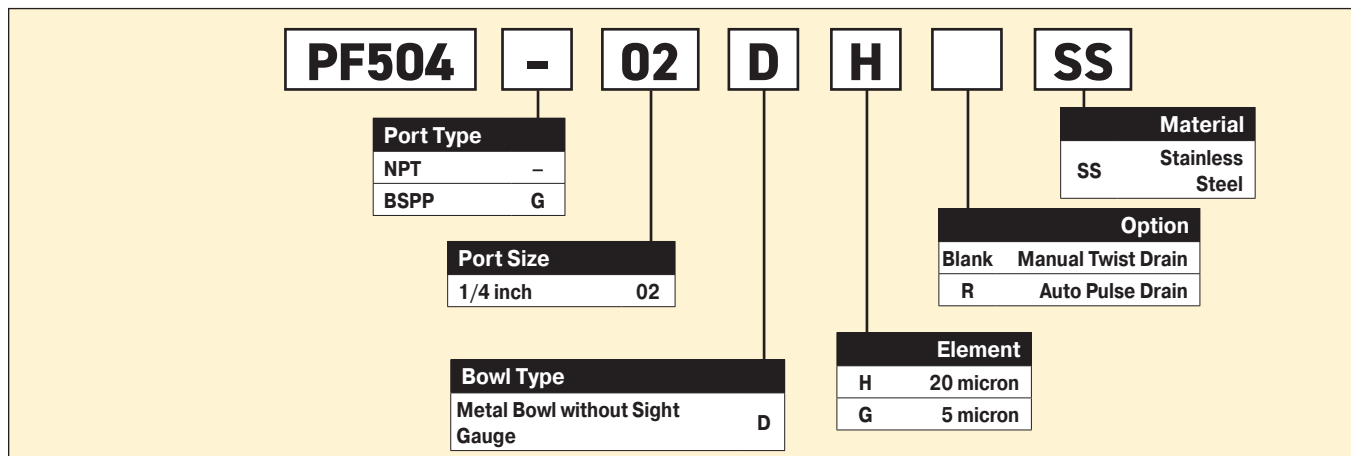 PF504 - 02 D H SS
Port Type
NPT –
BSPP G
Material
SS Stainless
Steel
Port Size
1/4 inch 02
Option
Blank Manual Twist Drain
R Auto Pulse Drain
Bowl Type
Metal Bowl without Sight
Gauge D
Element
H 20 micron
G 5 micron